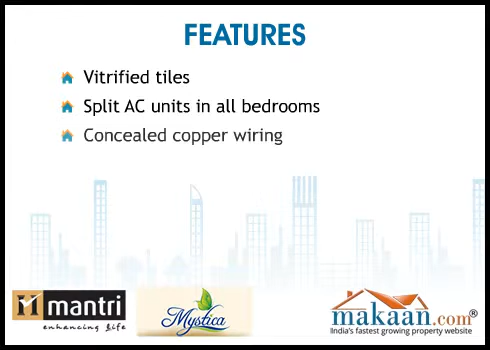 FEATURES
Vitrified tiles
Split AC units in all bedrooms
Concealed copper wiring
mantri
enhancing life
Mystica
makaan.com®
India's fastest growing property website